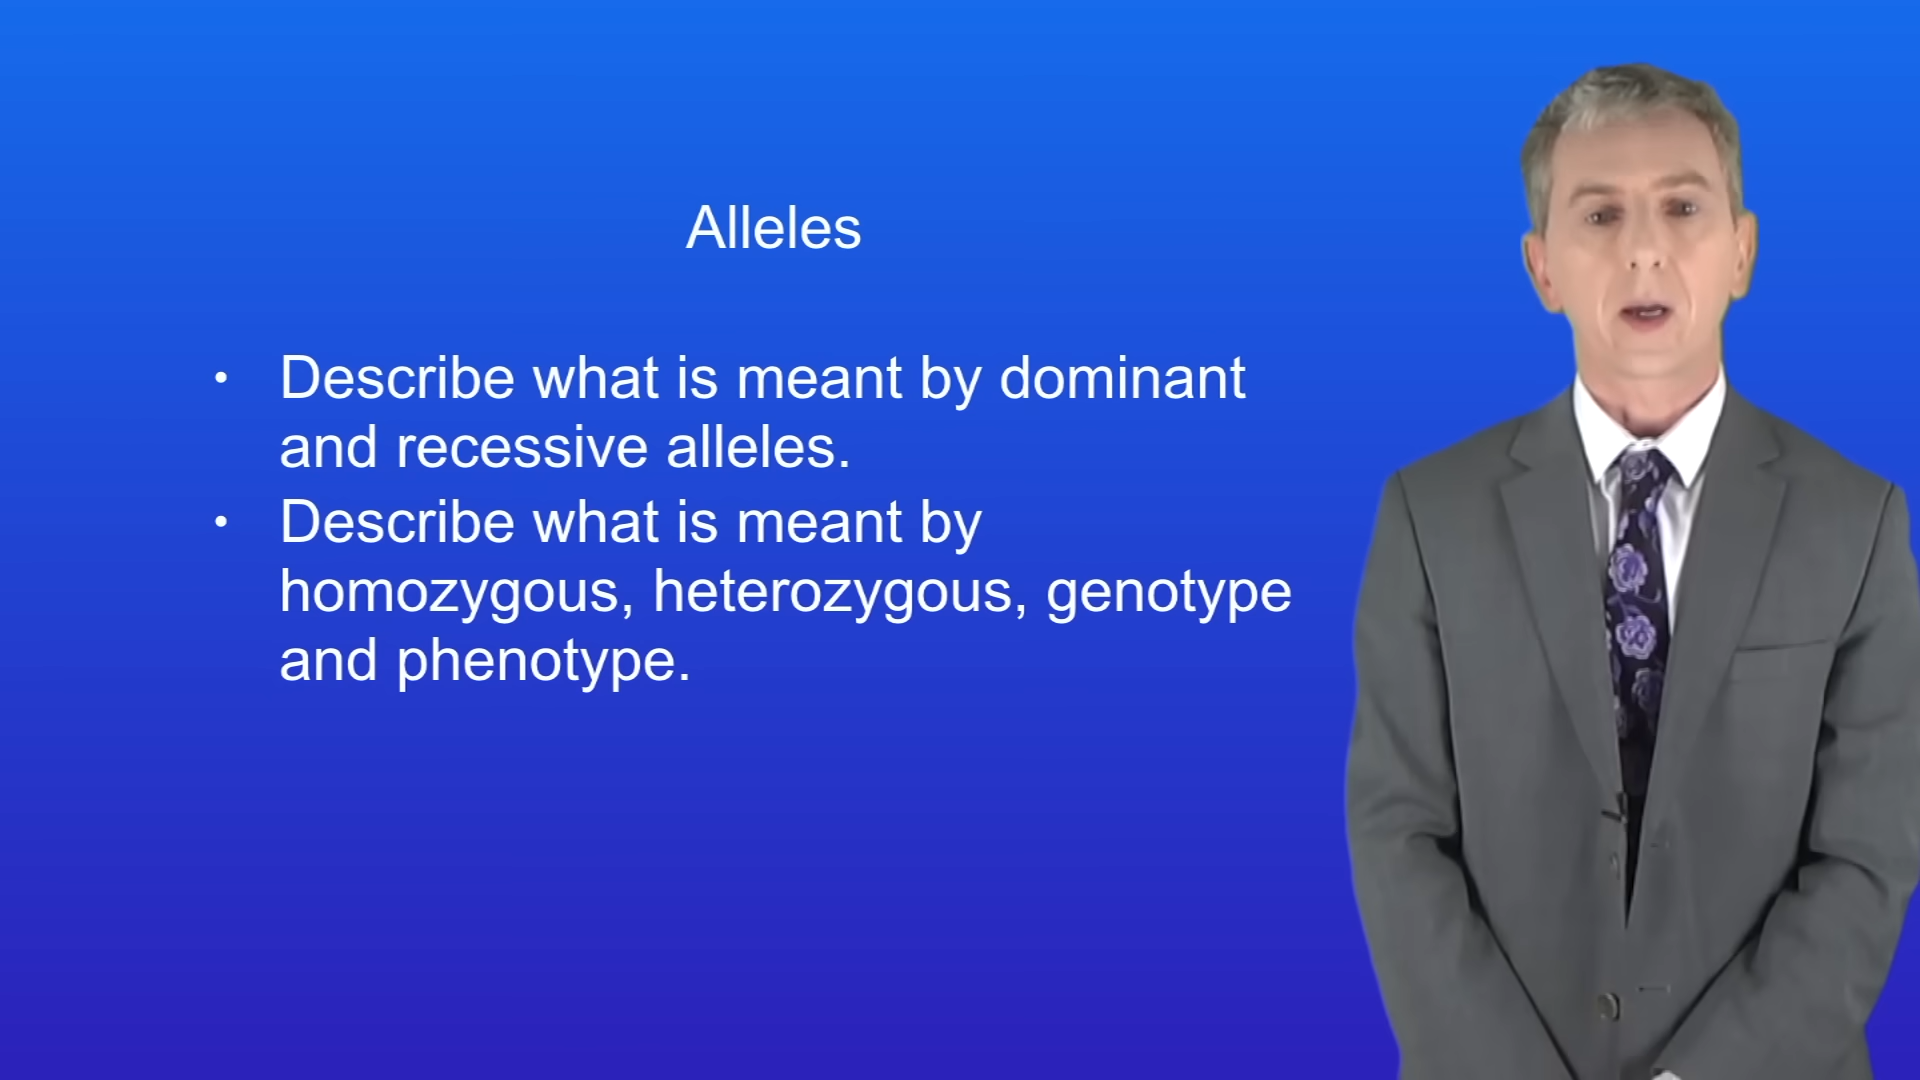 Alleles
• Describe what is meant by dominant
and recessive alleles.
• Describe what is meant by
homozygous, heterozygous, genotype
and phenotype.